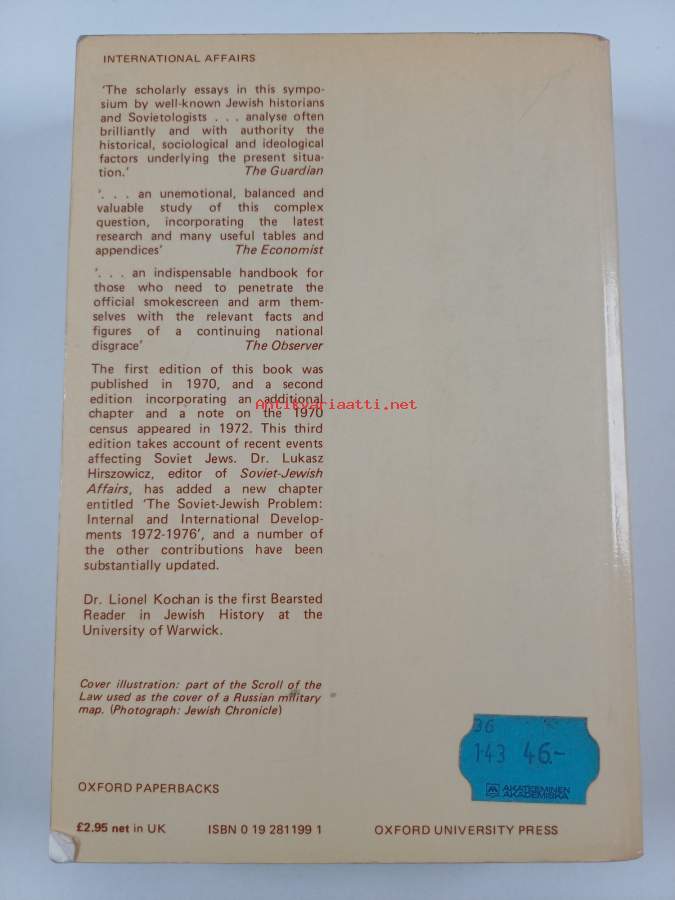 INTERNATIONAL AFFAIRS
'The scholarly essays in this sympo-
sium by well-known Jewish historians
and Sovietologists . . . analyse often
brilliantly and with authority the
historical, sociological and ideological
factors underlying the present situa-
tion.' The Guardian
'. . . an unemotional, balanced and
valuable study of this complex
question, incorporating the latest
research and many useful tables and
appendices' The Economist
'. . . an indispensable handbook for
those who need to penetrate the
official smokescreen and arm them-
selves with the relevant facts and
figures of a continuing national
disgrace' The Observer
The first edition of this book was
published in 1970, and a second
edition incorporating an additional
Antikvariaatti.net
chapter and a note on the 1970
census appeared in 1972. This third
edition takes account of recent events
affecting Soviet Jews. Dr. Lukasz
Hirszowicz, editor of Soviet-Jewish
Affairs, has added a new chapter
entitled 'The Soviet-Jewish Problem:
Internal and International Develop-
ments 1972-1976', and a number of
the other contributions have been
substantially updated.
Dr. Lionel Kochan is the first Bearsted
Reader in Jewish History at the
University of Warwick.
Cover illustration: part of the Scroll of the
Law used as the cover of a Russian military
map. (Photograph: Jewish Chronicle)
36
143 46.-
AKATEEMINEN
AKADEMISKA
OXFORD PAPERBACKS
£2.95 net in UK ISBN 0 19 281199 1 OXFORD UNIVERSITY PRESS